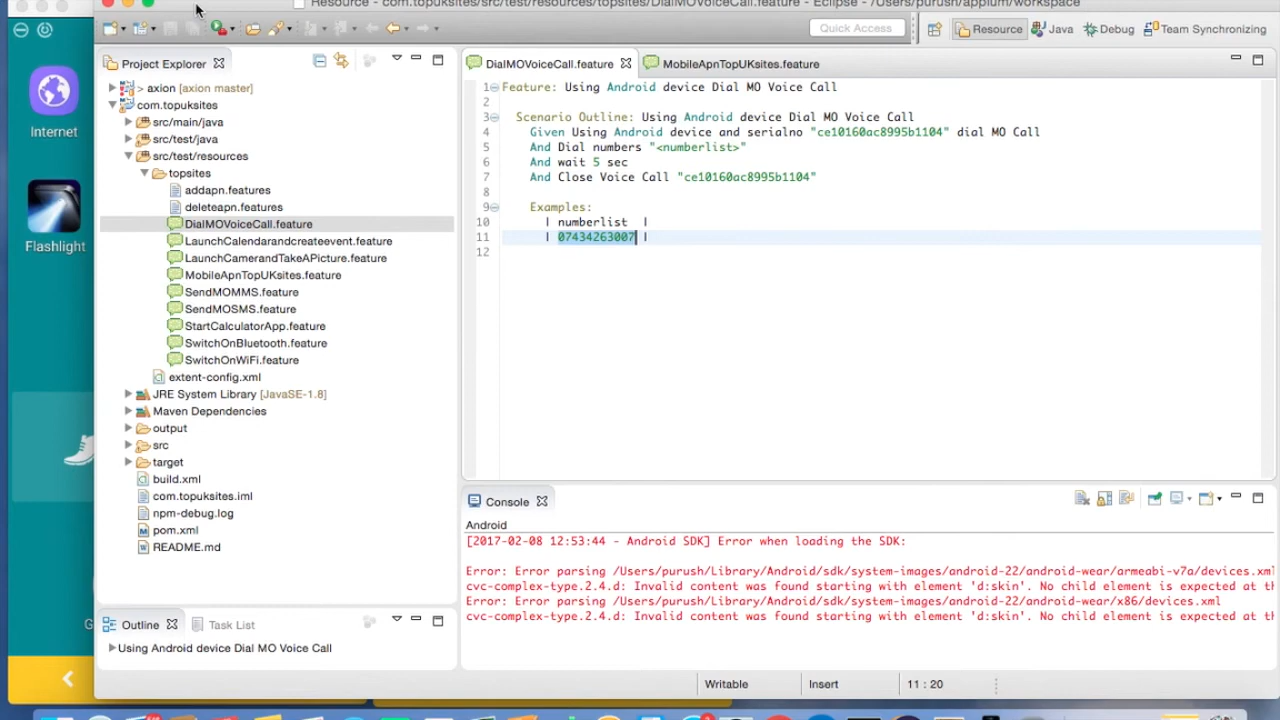 Resource - com.topuksites/src/test/resources/topsites/DialMOVoiceCall.feature - Eclipse - /Users/purush/appium/workspace
Quick Access
Resource
Java
Debug
Team Synchronizing
Internet
Flashlight
Project Explorer
> axion [axion master]
com.topuksites
src/main/java
src/test/java
src/test/resources
topsites
addapn.features
deleteapn.features
DialMOVoiceCall.feature
LaunchCalendarandcreateevent.feature
LaunchCamerandTakeAPicture.feature
MobileApnTopUKsites.feature
SendMOMMS.feature
SendMOSMS.feature
StartCalculatorApp.feature
SwitchOnBluetooth.feature
SwitchOnWiFi.feature
extent-config.xml
JRE System Library [JavaSE-1.8]
Maven Dependencies
output
src
target
build.xml
com.topuksites.iml
npm-debug.log
pom.xml
README.md
Outline
Task List
Using Android device Dial MO Voice Call
DialMOVoiceCall.feature
MobileApnTopUKsites.feature
1 Feature: Using Android device Dial MO Voice Call
2
3 Scenario Outline: Using Android device Dial MO Voice Call
4 Given Using Android device and serialno "ce10160ac8995b1104" dial MO Call
5 And Dial numbers "<numberlist>"
6 And wait 5 sec
7 And Close Voice Call "ce10160ac8995b1104"
8
9 Examples:
10 | numberlist |
11 | 07434263007 |
12
Console
Android
[2017-02-08 12:53:44 - Android SDK] Error when loading the SDK:
Error: Error parsing /Users/purush/Library/Android/sdk/system-images/android-22/android-wear/armeabi-v7a/devices.xml
cvc-complex-type.2.4.d: Invalid content was found starting with element 'd:skin'. No child element is expected at th
Error: Error parsing /Users/purush/Library/Android/sdk/system-images/android-22/android-wear/x86/devices.xml
cvc-complex-type.2.4.d: Invalid content was found starting with element 'd:skin'. No child element is expected at th
Writable
Insert
11 : 20